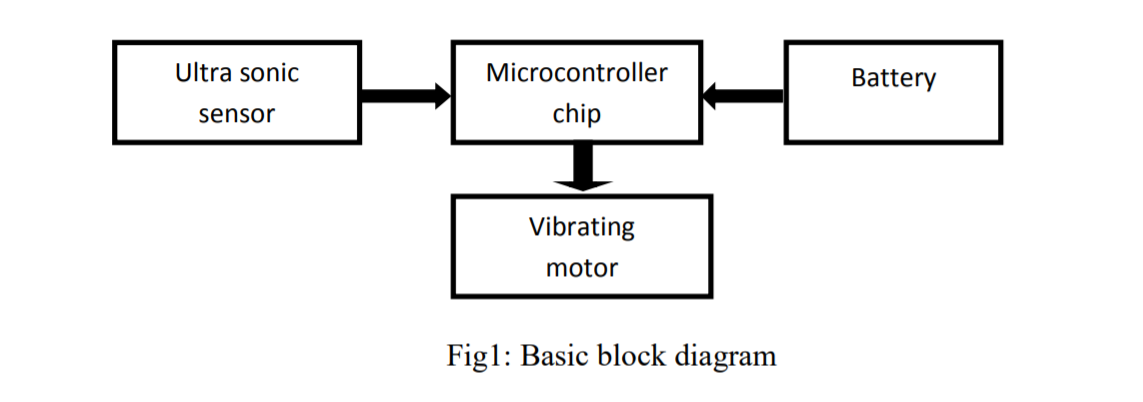 Ultra sonic
sensor
Microcontroller
chip
Battery
Vibrating
motor
Fig1: Basic block diagram